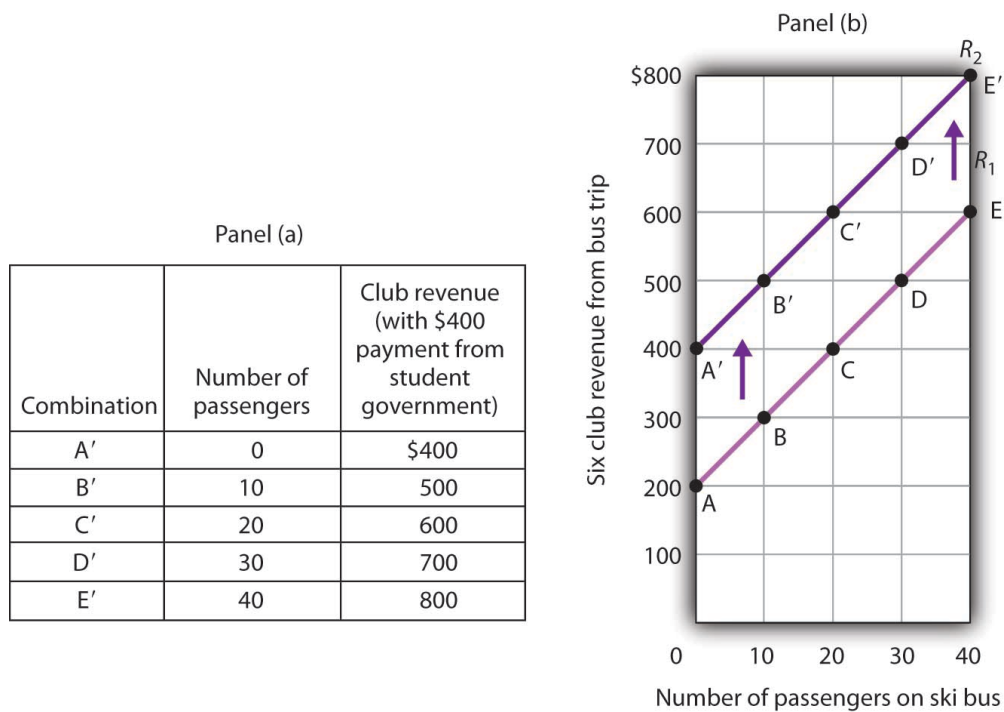 Panel (a)
Combination
Number of
passengers
Club revenue
(with $400
payment from
student
government)
A′ 0 $400
B′ 10 500
C′ 20 600
D′ 30 700
E′ 40 800
Panel (b)
R2
$800
E′
700
D′
R1
600
E
C′
500
B′
D
400
A′
C
300
B
200
A
100
0 10 20 30 40
Six club revenue from bus trip
Number of passengers on ski bus